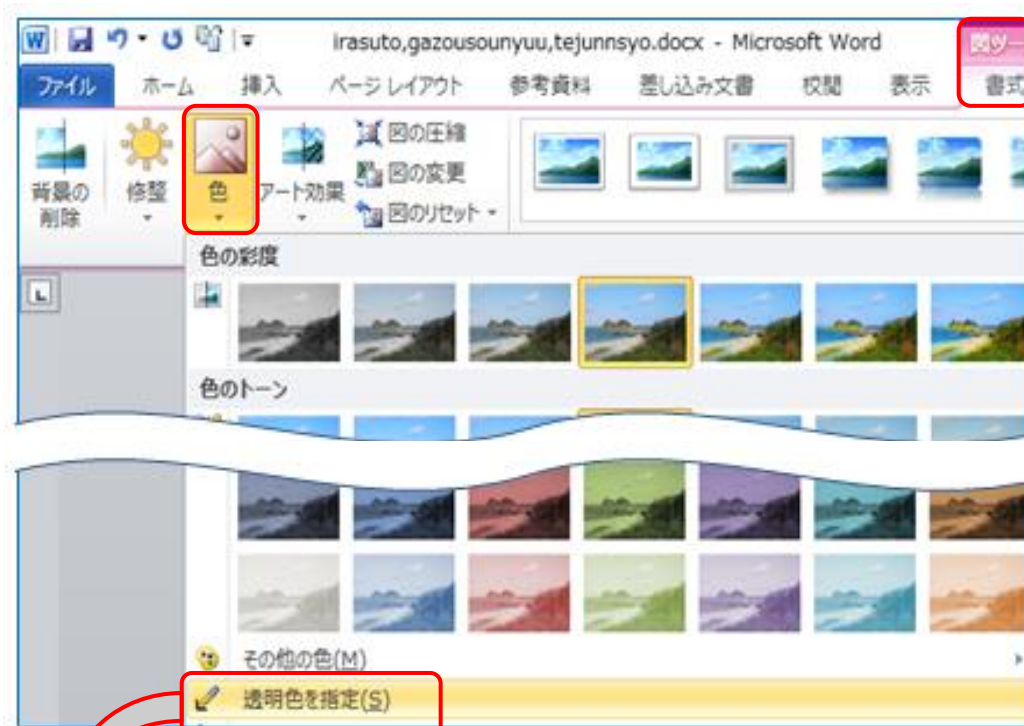 irasuto,gazousounyuu,tejunnsyo.docx - Microsoft Word
図ツー
ファイル ホーム 挿入 ページ レイアウト 参考資料 差し込み文書 校閲 表示 書式
背景の
削除
修整
色
アート効果
図の圧縮
図の変更
図のリセット
色の彩度
色のトーン
その他の色(M)
透明色を指定(S)